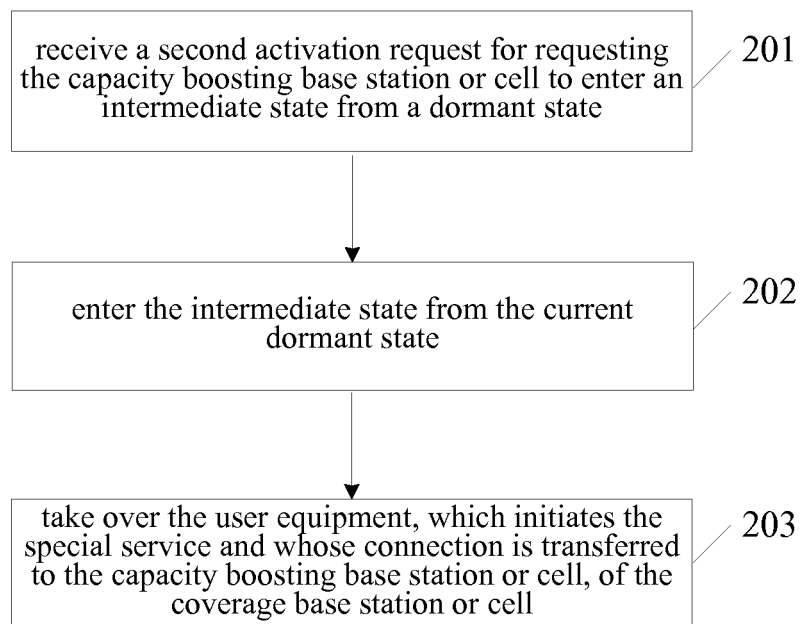 receive a second activation request for requesting
the capacity boosting base station or cell to enter an
intermediate state from a dormant state
201
enter the intermediate state from the current
dormant state
202
take over the user equipment, which initiates the
special service and whose connection is transferred
to the capacity boosting base station or cell, of the
coverage base station or cell
203